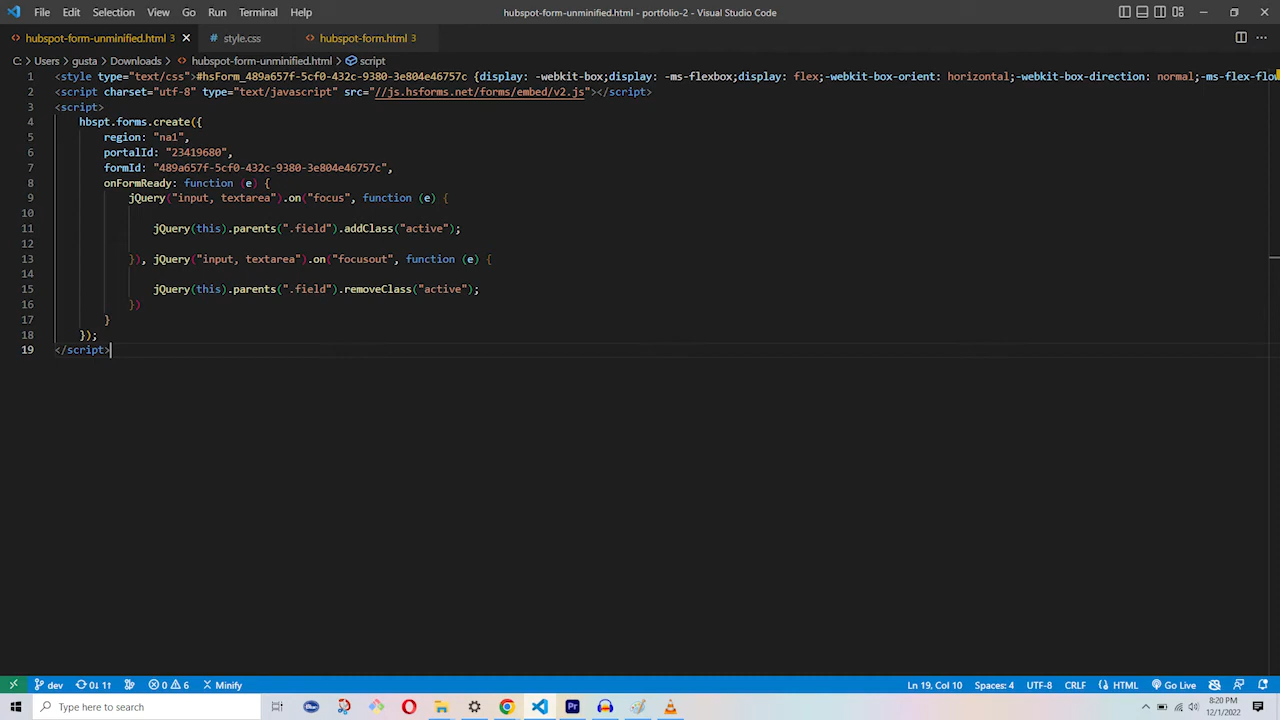 File Edit Selection View Go Run Terminal Help hubspot-form-unminified.html - portfolio-2 - Visual Studio Code
hubspot-form-unminified.html 3 style.css hubspot-form.html 3
C: > Users > gusta > Downloads > hubspot-form-unminified.html > script
1 <style type="text/css">#hsForm_489a657f-5cf0-432c-9380-3e804e46757c {display: -webkit-box;display: -ms-flexbox;display: flex;-webkit-box-orient: horizontal;-webkit-box-direction: normal;-ms-flex-flow
2 <script charset="utf-8" type="text/javascript" src="//js.hsforms.net/forms/embed/v2.js"></script>
3 <script>
4 hbspt.forms.create({
5 region: "na1",
6 portalId: "23419680",
7 formId: "489a657f-5cf0-432c-9380-3e804e46757c",
8 onFormReady: function (e) {
9 jQuery("input, textarea").on("focus", function (e) {
10
11 jQuery(this).parents(".field").addClass("active");
12
13 }), jQuery("input, textarea").on("focusout", function (e) {
14
15 jQuery(this).parents(".field").removeClass("active");
16 })
17 }
18 });
19 </script>
dev 0↓ 1↑ 0 6 Minify Ln 19, Col 10 Spaces: 4 UTF-8 CRLF HTML Go Live
Type here to search
8:20 PM
12/1/2022